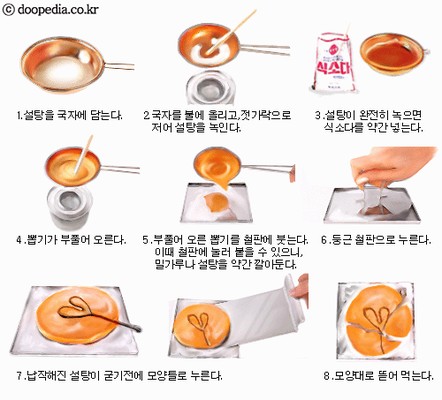 ⓒ doopedia.co.kr
식소다
1.설탕을 국자에 담는다.
2.국자를 불에 올리고,젓가락으로
저어 설탕을 녹인다.
3.설탕이 완전히 녹으면
식소다를 약간 넣는다.
4.뽑기가 부풀어 오른다.
5.부풀어 오른 뽑기를 철판에 붓는다.
이때 철판에 눌러 붙을 수 있으니,
밀가루나 설탕을 약간 깔아둔다.
6.둥근 철판으로 누른다.
7.납작해진 설탕이 굳기전에 모양틀로 누른다.
8.모양대로 뜯어 먹는다.